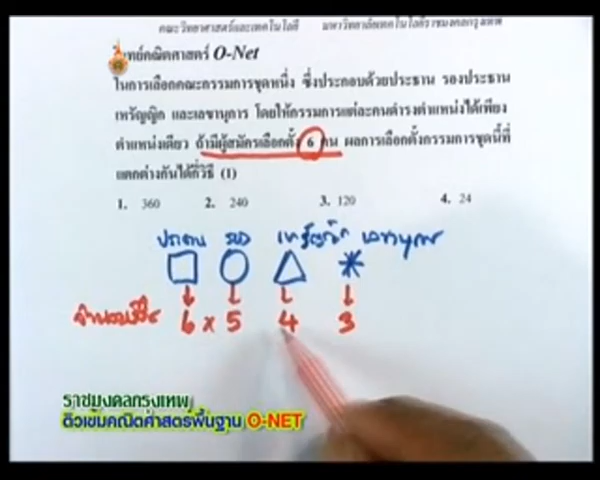 คณะวิทยาศาสตร์และเทคโนโลยี มหาวิทยาลัยเทคโนโลยีราชมงคลกรุงเทพ
โจทย์คณิตศาสตร์ O-Net
ในการเลือกคณะกรรมการชุดหนึ่ง ซึ่งประกอบด้วยประธาน รองประธาน
เหรัญญิก และเลขานุการ โดยให้กรรมการแต่ละคนดำรงตำแหน่งได้เพียง
ตำแหน่งเดียว ถ้ามีผู้สมัครเลือกตั้ง 6 คน ผลการเลือกตั้งกรรมการชุดนี้ที่
แตกต่างกันได้กี่วิธี (1)
1. 360 2. 240 3. 120 4. 24
ประธาน รอง เหรัญญิก เลขานุการ
จำนวนวิธี 6 x 5 4 3
ราชมงคลกรุงเทพ
ติวเข้มคณิตศาสตร์พื้นฐาน O-NET